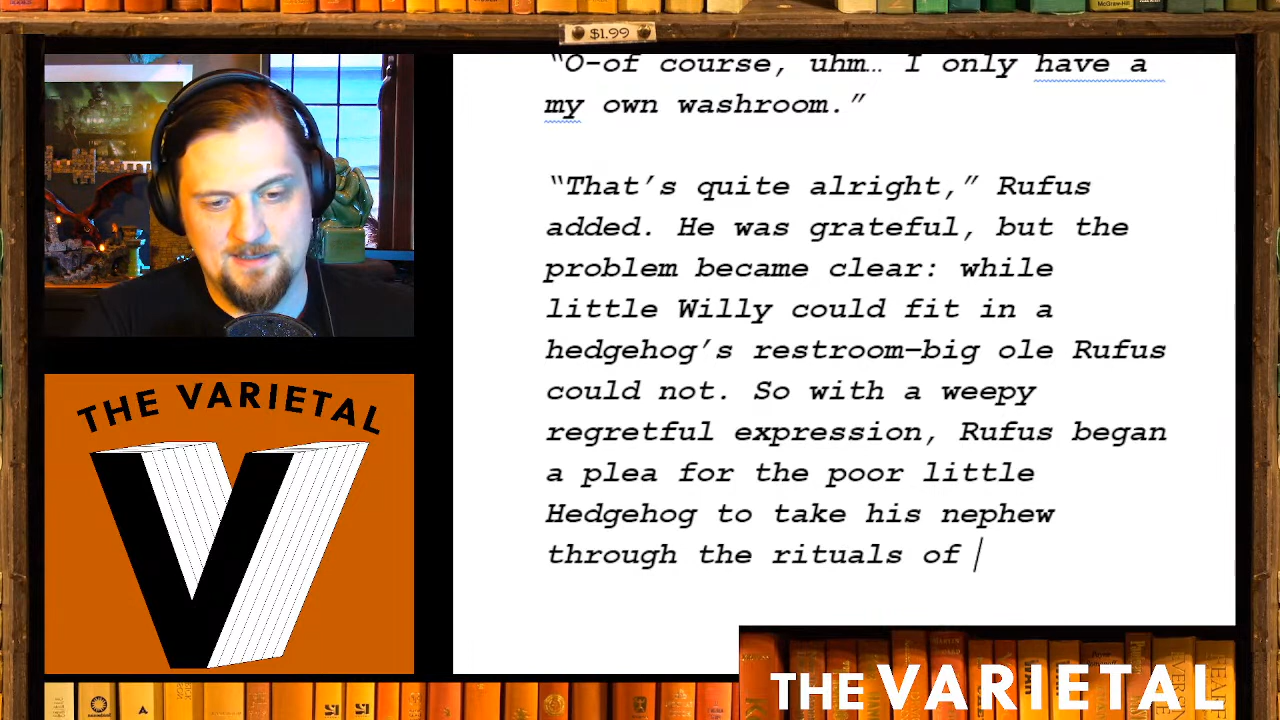 $1.99
McGraw-Hill
"O-of course, uhm… I only have a
my own washroom."
"That's quite alright," Rufus
added. He was grateful, but the
problem became clear: while
little Willy could fit in a
hedgehog's restroom—big ole Rufus
could not. So with a weepy
regretful expression, Rufus began
a plea for the poor little
Hedgehog to take his nephew
through the rituals of
THE VARIETAL
V
THE VARIETAL